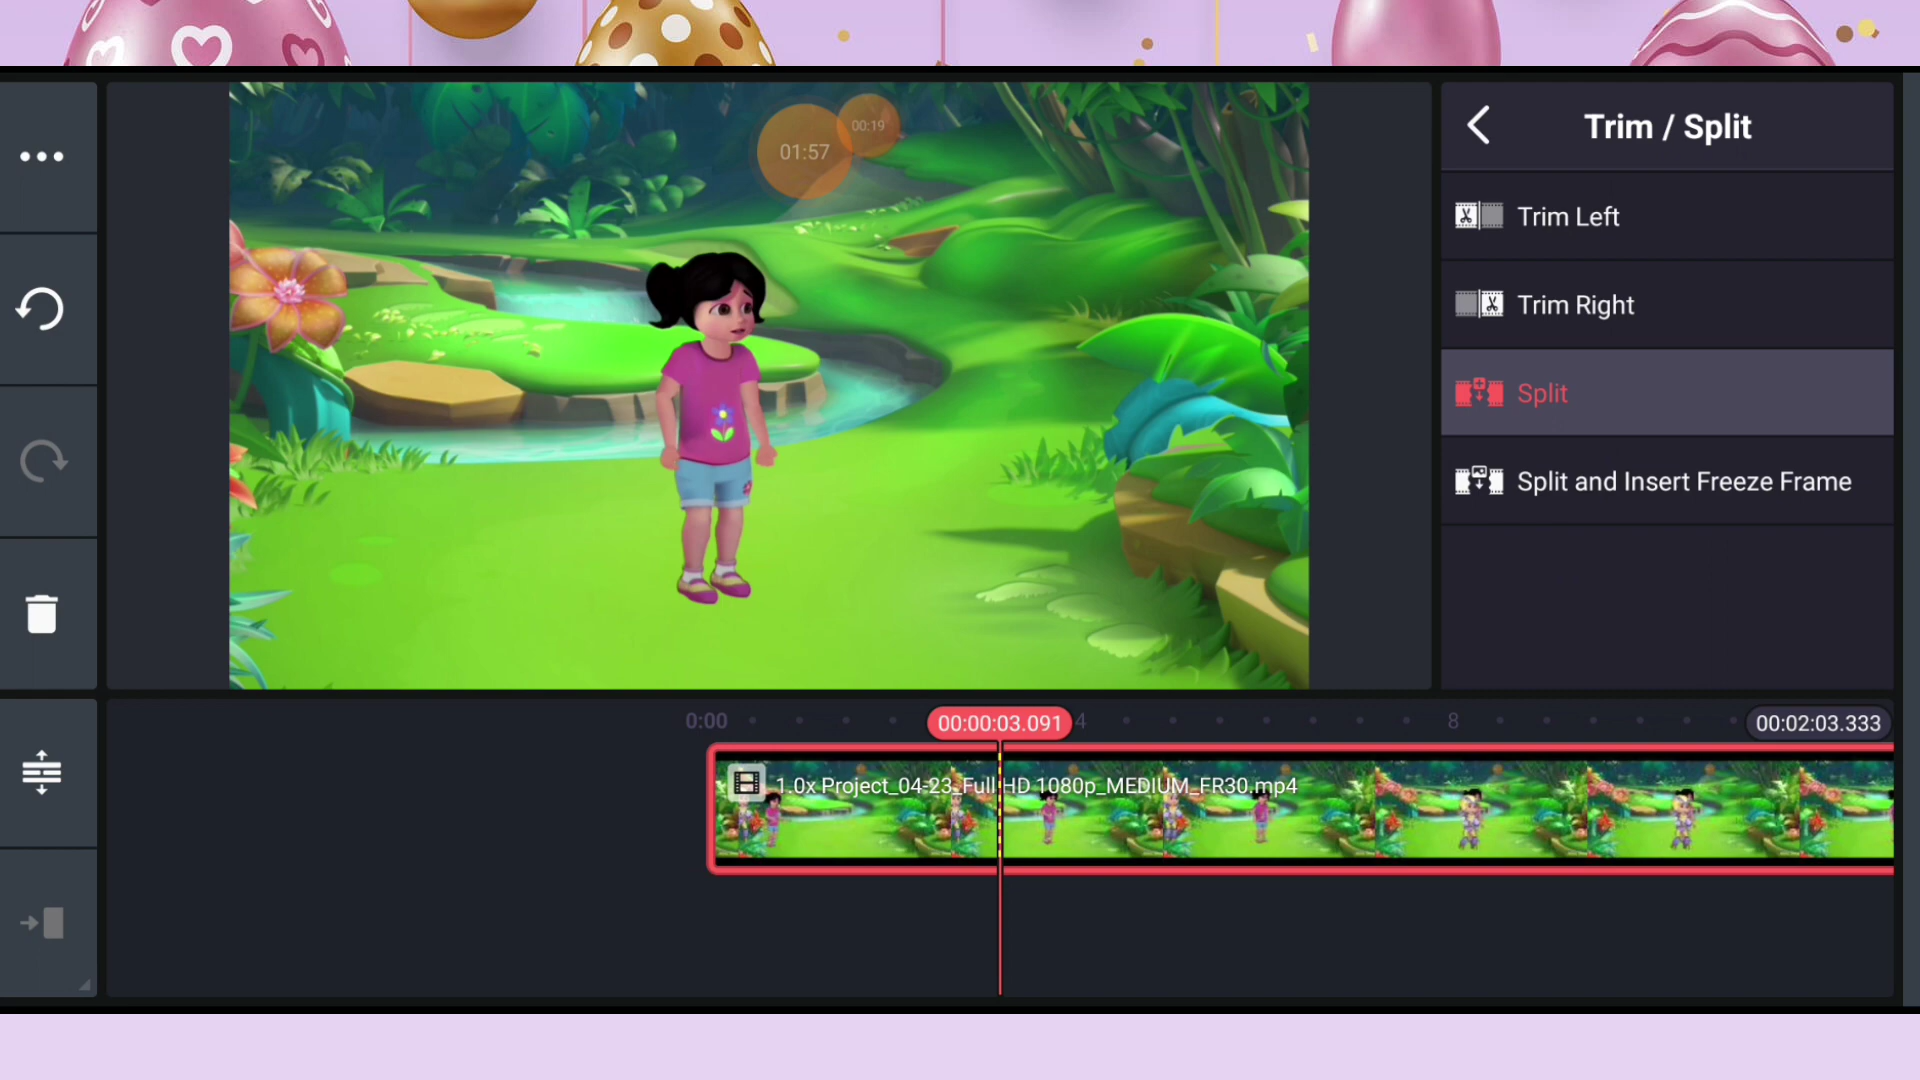 00:19
01:57
Trim / Split
Trim Left
Trim Right
Split
Split and Insert Freeze Frame
0:00
00:00:03.091
4
8
00:02:03.333
1.0x Project_04-23_Full HD 1080p_MEDIUM_FR30.mp4